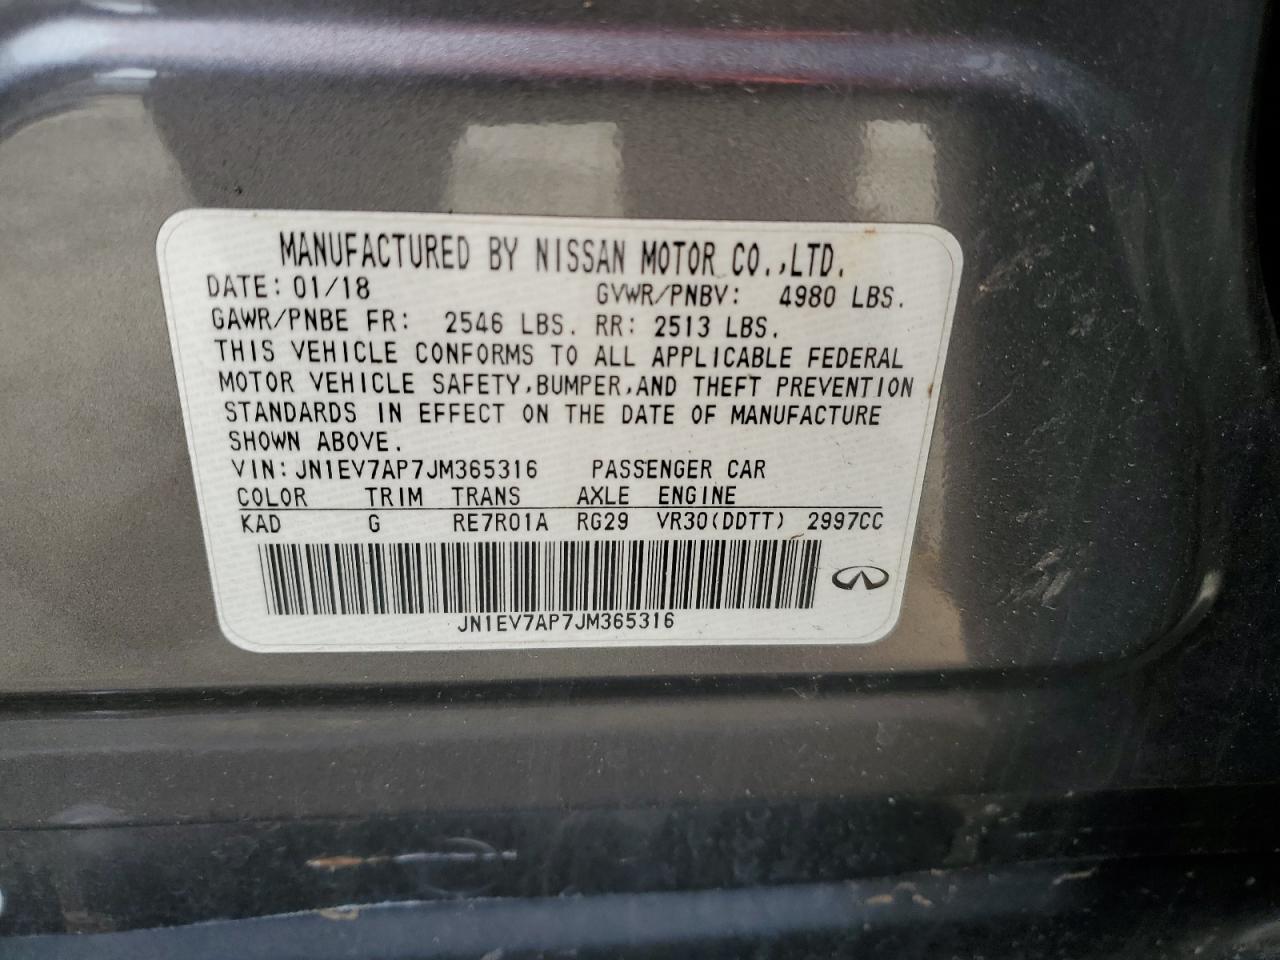 MANUFACTURED BY NISSAN MOTOR CO.,LTD.
DATE: 01/18 GVWR/PNBV: 4980 LBS.
GAWR/PNBE FR: 2546 LBS. RR: 2513 LBS.
THIS VEHICLE CONFORMS TO ALL APPLICABLE FEDERAL
MOTOR VEHICLE SAFETY,BUMPER,AND THEFT PREVENTION
STANDARDS IN EFFECT ON THE DATE OF MANUFACTURE
SHOWN ABOVE.
VIN: JN1EV7AP7JM365316 PASSENGER CAR
COLOR TRIM TRANS AXLE ENGINE
KAD G RE7R01A RG29 VR30(DDTT) 2997CC
JN1EV7AP7JM365316